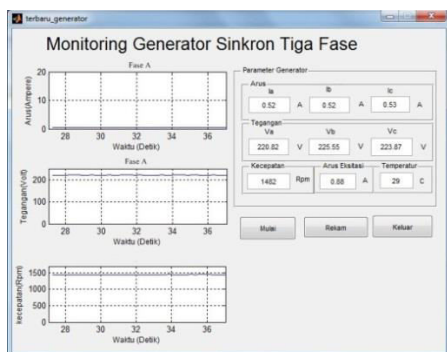 terbaru_generator
Monitoring Generator Sinkron Tiga Fase
Fase A
Arus(Ampere)
20
10
0
28 30 32 34 36
Waktu (Detik)
Fase A
Tegangan(Volt)
200
100
0
28 30 32 34 36
Waktu (Detik)
kecepatan(Rpm)
1500
1000
500
0
28 30 32 34 36
Waktu (Detik)
Parameter Generator
Arus
Ia Ib Ic
0.52 A 0.52 A 0.53 A
Tegangan
Va Vb Vc
220.82 V 225.55 V 223.87 V
Kecepatan Arus Eksitasi Temperatur
1482 Rpm 0.88 A 29 C
Mulai Rekam Keluar